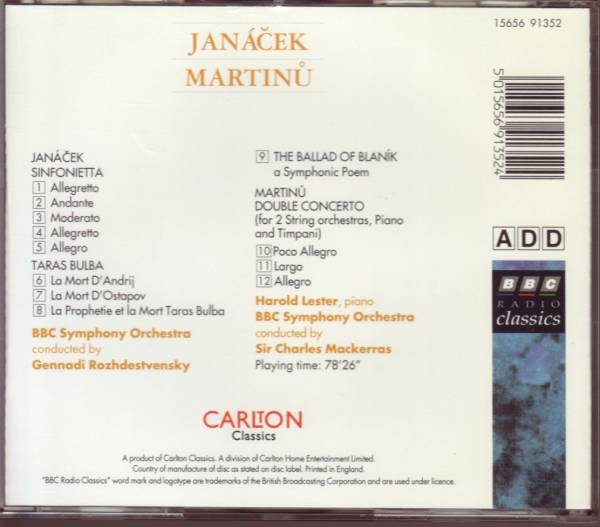 15656 91352
JANÁČEK
MARTINŮ
5 015656 913524
JANÁČEK
SINFONIETTA
1 Allegretto
2 Andante
3 Moderato
4 Allegretto
5 Allegro
TARAS BULBA
6 La Mort D'Andrij
7 La Mort D'Ostapov
8 La Prophetie et la Mort Taras Bulba
BBC Symphony Orchestra
conducted by
Gennadi Rozhdestvensky
9 THE BALLAD OF BLANÍK
a Symphonic Poem
MARTINŮ
DOUBLE CONCERTO
(for 2 String orchestras, Piano
and Timpani)
10 Poco Allegro
11 Largo
12 Allegro
Harold Lester, piano
BBC Symphony Orchestra
conducted by
Sir Charles Mackerras
Playing time: 78'26"
ADD
BBC
RADIO
classics
CARLTON
Classics
A product of Carlton Classics. A division of Carlton Home Entertainment Limited.
Country of manufacture of disc as stated on disc label. Printed in England.
"BBC Radio Classics" word mark and logotype are trademarks of the British Broadcasting Corporation and are used under licence.